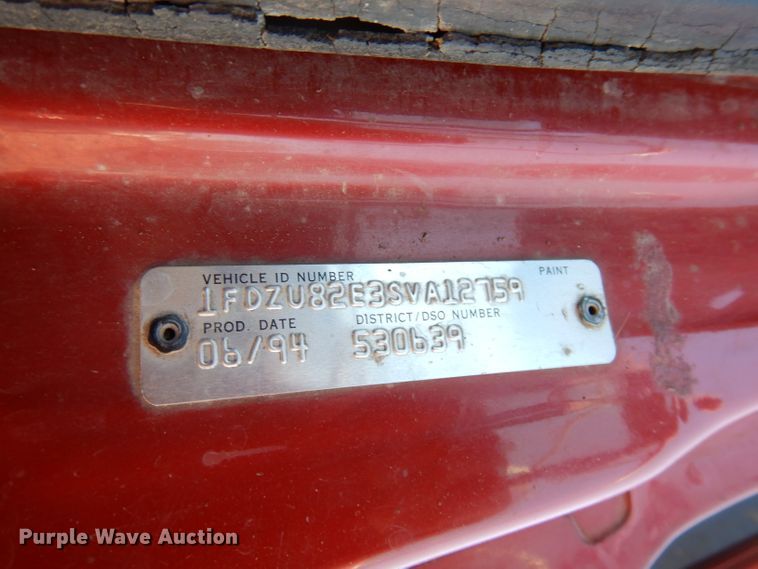 VEHICLE ID NUMBER PAINT
1FDZU82E3SVA12759
PROD. DATE DISTRICT/DSO NUMBER
06/94 530639
Purple Wave Auction®